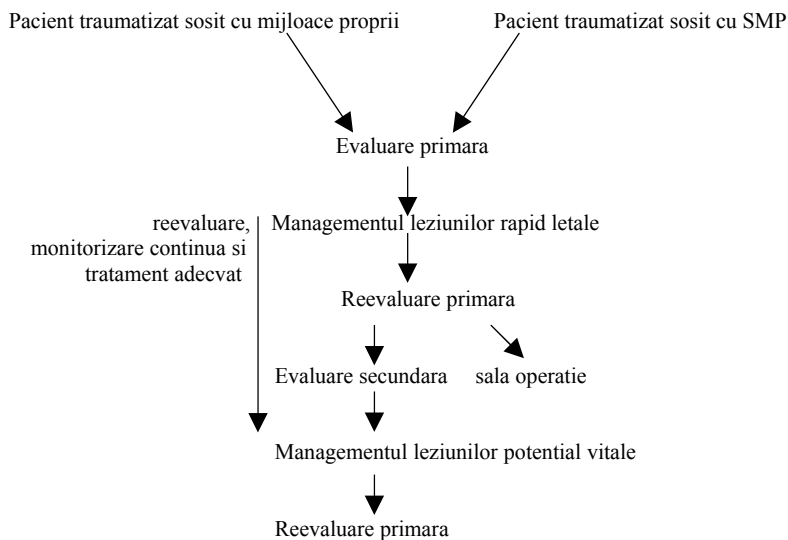 Pacient traumatizat sosit cu mijloace proprii
Pacient traumatizat sosit cu SMP
Evaluare primara
reevaluare,
monitorizare continua si
tratament adecvat
Managementul leziunilor rapid letale
Reevaluare primara
Evaluare secundara
sala operatie
Managementul leziunilor potential vitale
Reevaluare primara